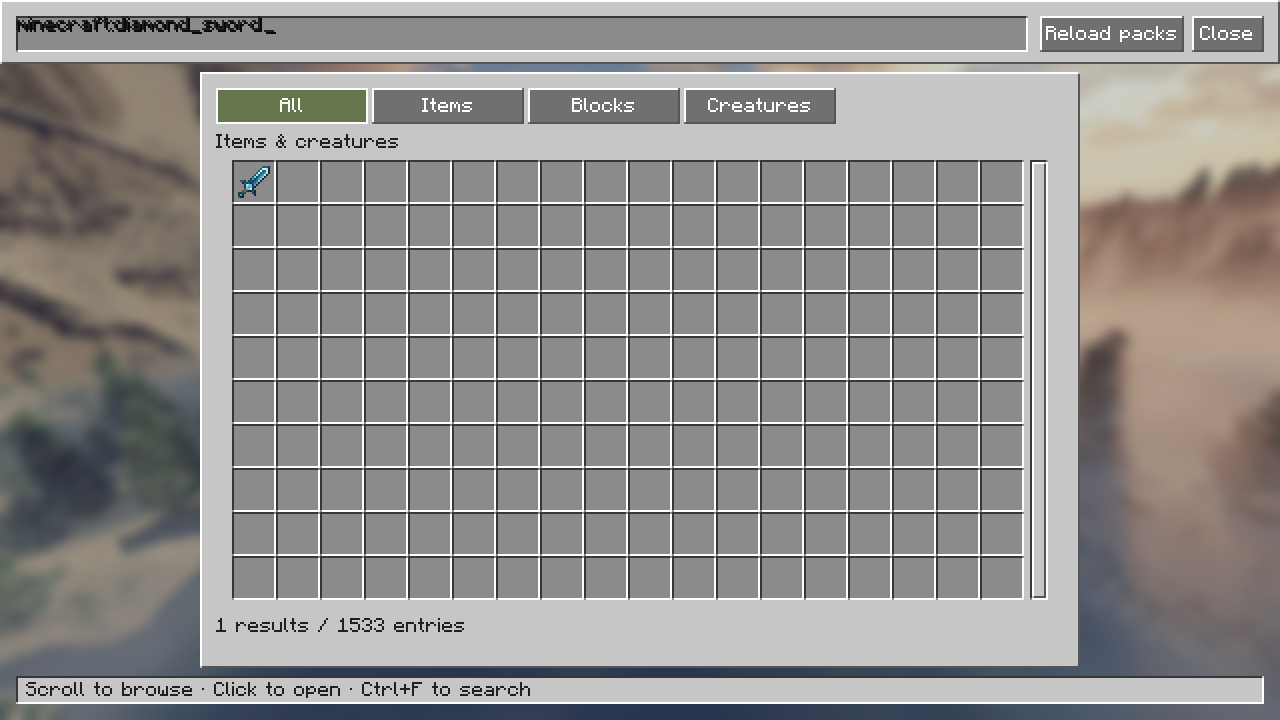 minecraft:diamond_sword_
Reload packs
Close
All
Items
Blocks
Creatures
Items & creatures
1 results / 1533 entries
Scroll to browse · Click to open · Ctrl+F to search